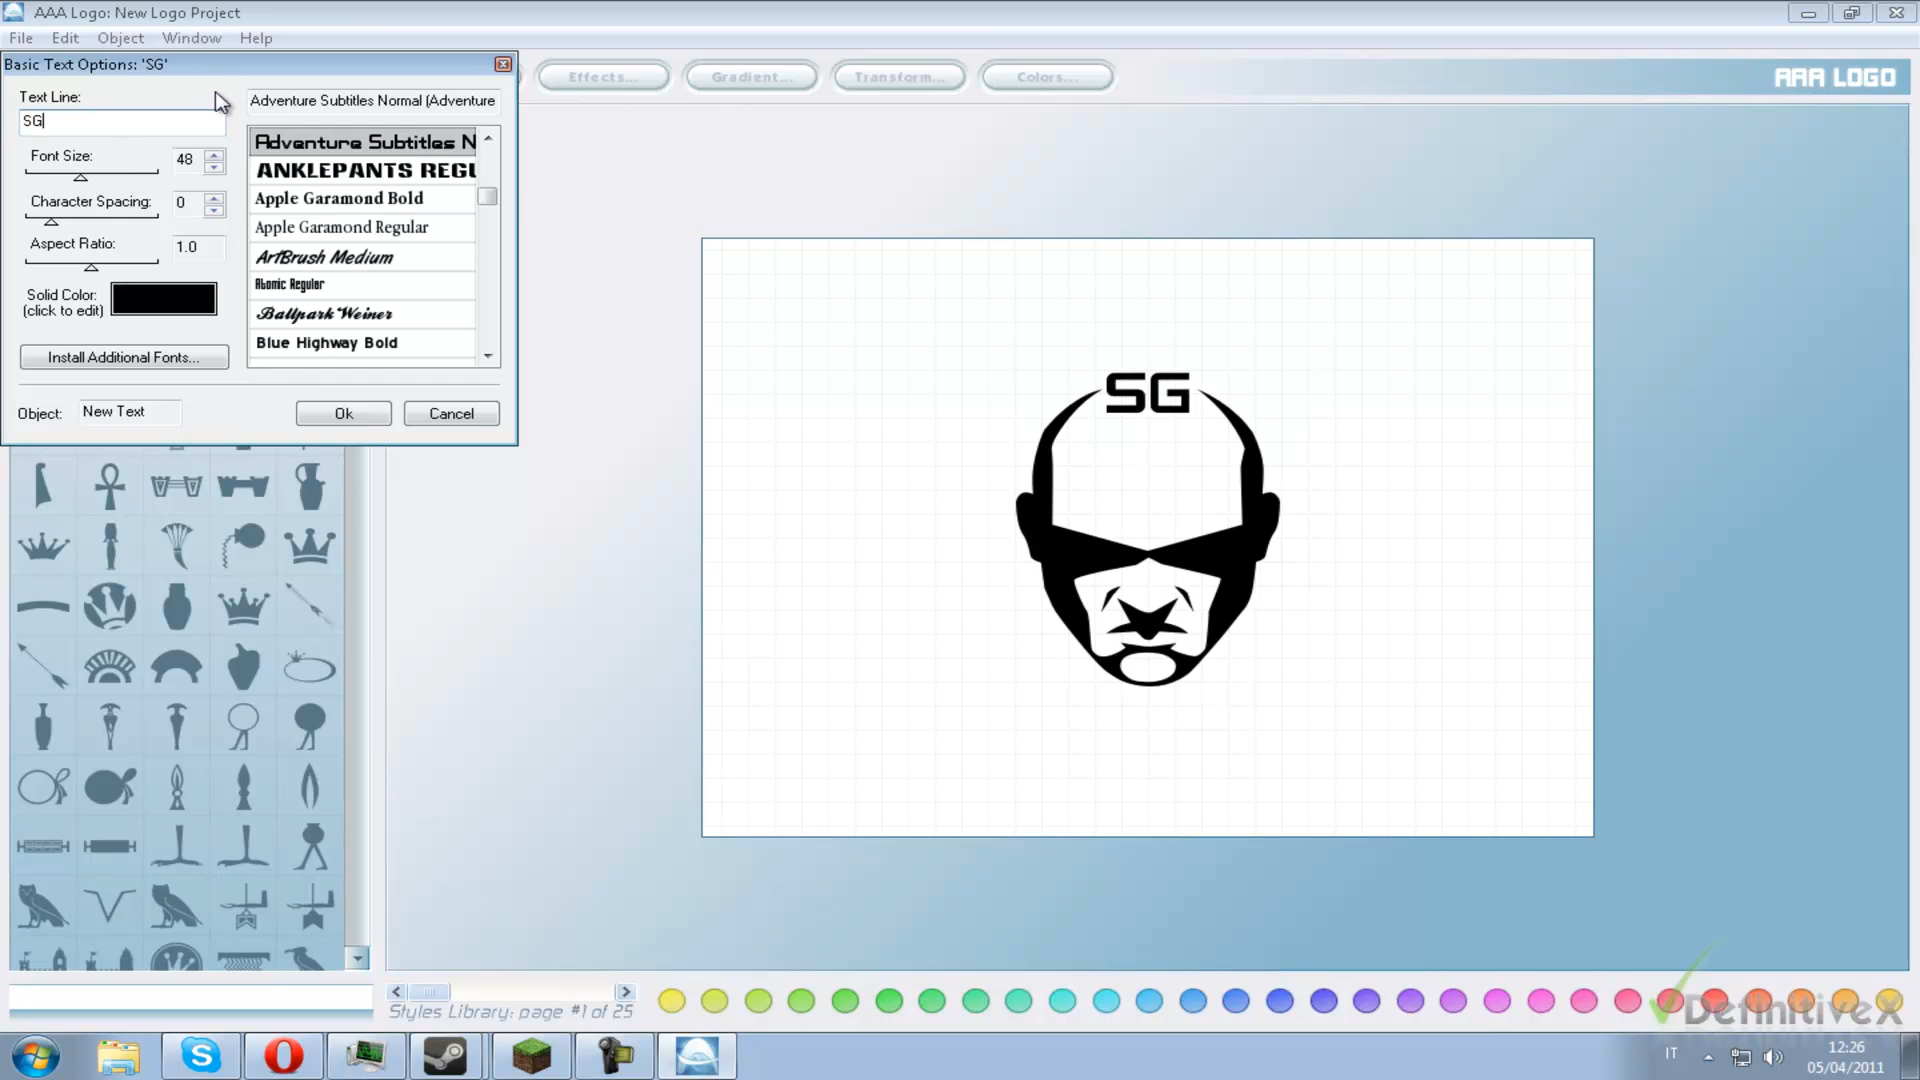 AAA Logo: New Logo Project
File Edit Object Window Help
Basic Text Options: 'SG'
Effects... Gradient... Transform... Colors...
AAA LOGO
Text Line:
SG
Adventure Subtitles Normal (Adventure
Font Size:
48
Character Spacing:
0
Aspect Ratio:
1.0
Solid Color:
(click to edit)
Install Additional Fonts...
Adventure Subtitles N
ANKLEPANTS REGU
Apple Garamond Bold
Apple Garamond Regular
ArtBrush Medium
Atomic Regular
Ballpark Weiner
Blue Highway Bold
Object: New Text
Ok Cancel
SG
Styles Library: page #1 of 25
DefinitiveX
IT
12:26
05/04/2011